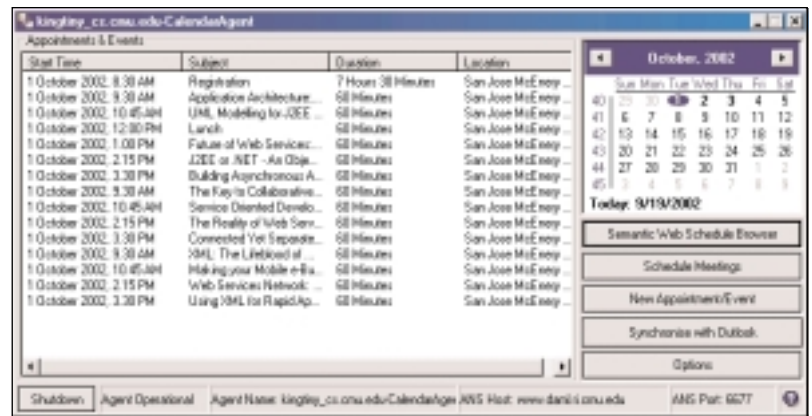 kingtiny_cs.cmu.edu-CalendarAgent
Appointments & Events
Start Time Subject Duration Location
1 October 2002, 8.30 AM Registration 7 Hours 30 Minutes San Jose McEnery ...
1 October 2002, 9.30 AM Application Architecture... 60 Minutes San Jose McEnery ...
1 October 2002, 10.45 AM UML Modelling for J2EE ... 60 Minutes San Jose McEnery ...
1 October 2002, 12.00 PM Lunch 60 Minutes San Jose McEnery ...
1 October 2002, 1.00 PM Future of Web Services:... 60 Minutes San Jose McEnery ...
1 October 2002, 2.15 PM J2EE or .NET - An Obje... 60 Minutes San Jose McEnery ...
1 October 2002, 3.30 PM Building Asynchronous A... 60 Minutes San Jose McEnery ...
1 October 2002, 9.30 AM The Key to Collaborative... 60 Minutes San Jose McEnery ...
1 October 2002, 10.45 AM Service Oriented Develo... 60 Minutes San Jose McEnery ...
1 October 2002, 2.15 PM The Reality of Web Serv... 60 Minutes San Jose McEnery ...
1 October 2002, 3.30 PM Connected Yet Separate... 60 Minutes San Jose McEnery ...
1 October 2002, 9.30 AM XML: The Lifeblood of ... 60 Minutes San Jose McEnery ...
1 October 2002, 10.45 AM Making your Mobile e-Bu... 60 Minutes San Jose McEnery ...
1 October 2002, 2.15 PM Web Services Network: ... 60 Minutes San Jose McEnery ...
1 October 2002, 3.30 PM Using XML for Rapid Ap... 60 Minutes San Jose McEnery ...
October, 2002
Sun Mon Tue Wed Thu Fri Sat
40 29 30 1 2 3 4 5
41 6 7 8 9 10 11 12
42 13 14 15 16 17 18 19
43 20 21 22 23 24 25 26
44 27 28 29 30 31 1 2
45 3 4 5 6 7 8 9
Today: 9/19/2002
Semantic Web Schedule Browser
Schedule Meetings
New Appointment/Event
Synchronise with Outlook
Options
Shutdown Agent Operational Agent Name: kingtiny_cs.cmu.edu-CalendarAgen ANS Host: www.daml.ri.cmu.edu ANS Port: 6677